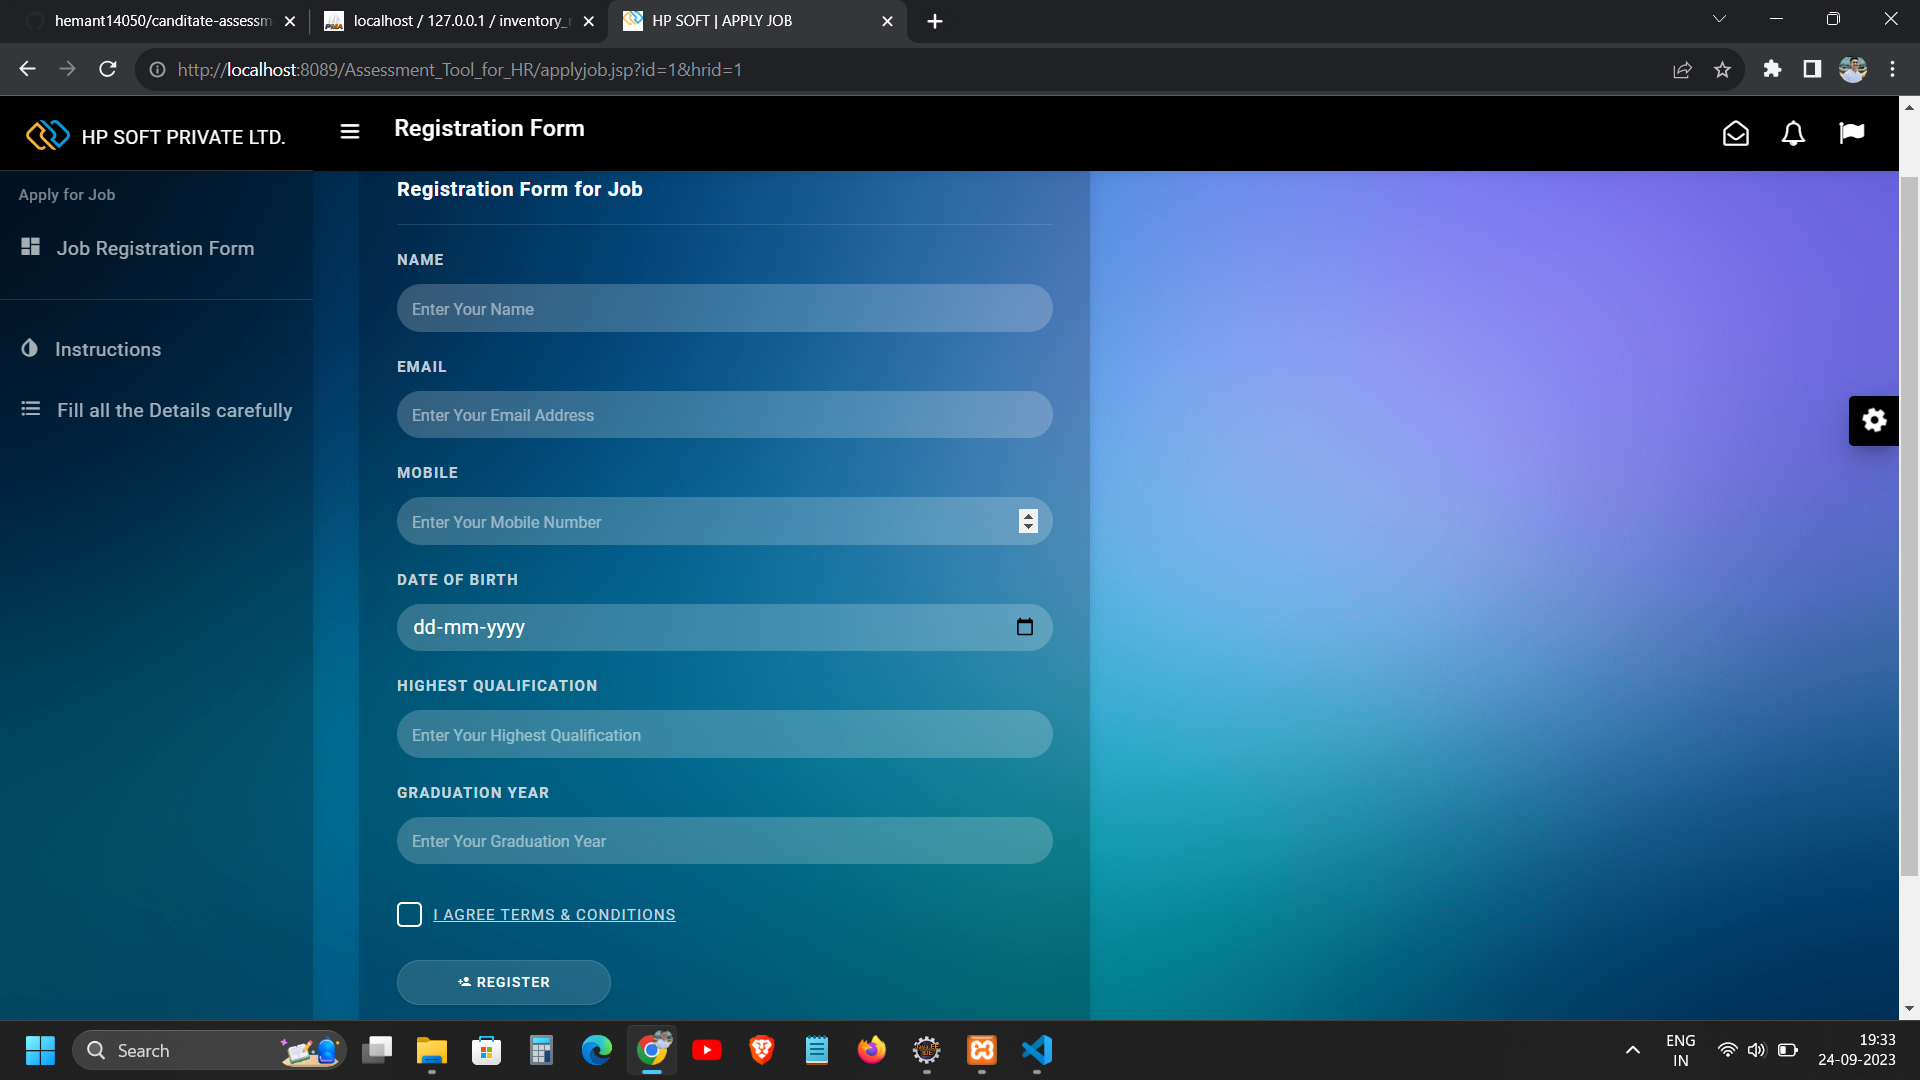 hemant14050/canditate-assessm
localhost / 127.0.0.1 / inventory_
HP SOFT | APPLY JOB
http://localhost:8089/Assessment_Tool_for_HR/applyjob.jsp?id=1&hrid=1
HP SOFT PRIVATE LTD.
Registration Form
Apply for Job
Job Registration Form
Instructions
Fill all the Details carefully
Registration Form for Job
NAME
Enter Your Name
EMAIL
Enter Your Email Address
MOBILE
Enter Your Mobile Number
DATE OF BIRTH
dd-mm-yyyy
HIGHEST QUALIFICATION
Enter Your Highest Qualification
GRADUATION YEAR
Enter Your Graduation Year
I AGREE TERMS & CONDITIONS
REGISTER
Search
ENG
IN
19:33
24-09-2023